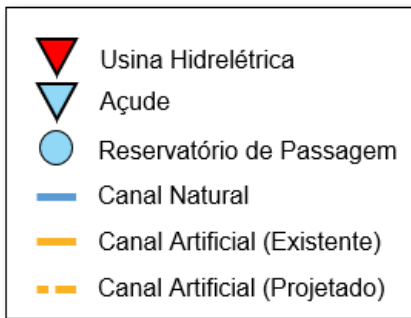 Usina Hidrelétrica
Açude
Reservatório de Passagem
Canal Natural
Canal Artificial (Existente)
Canal Artificial (Projetado)